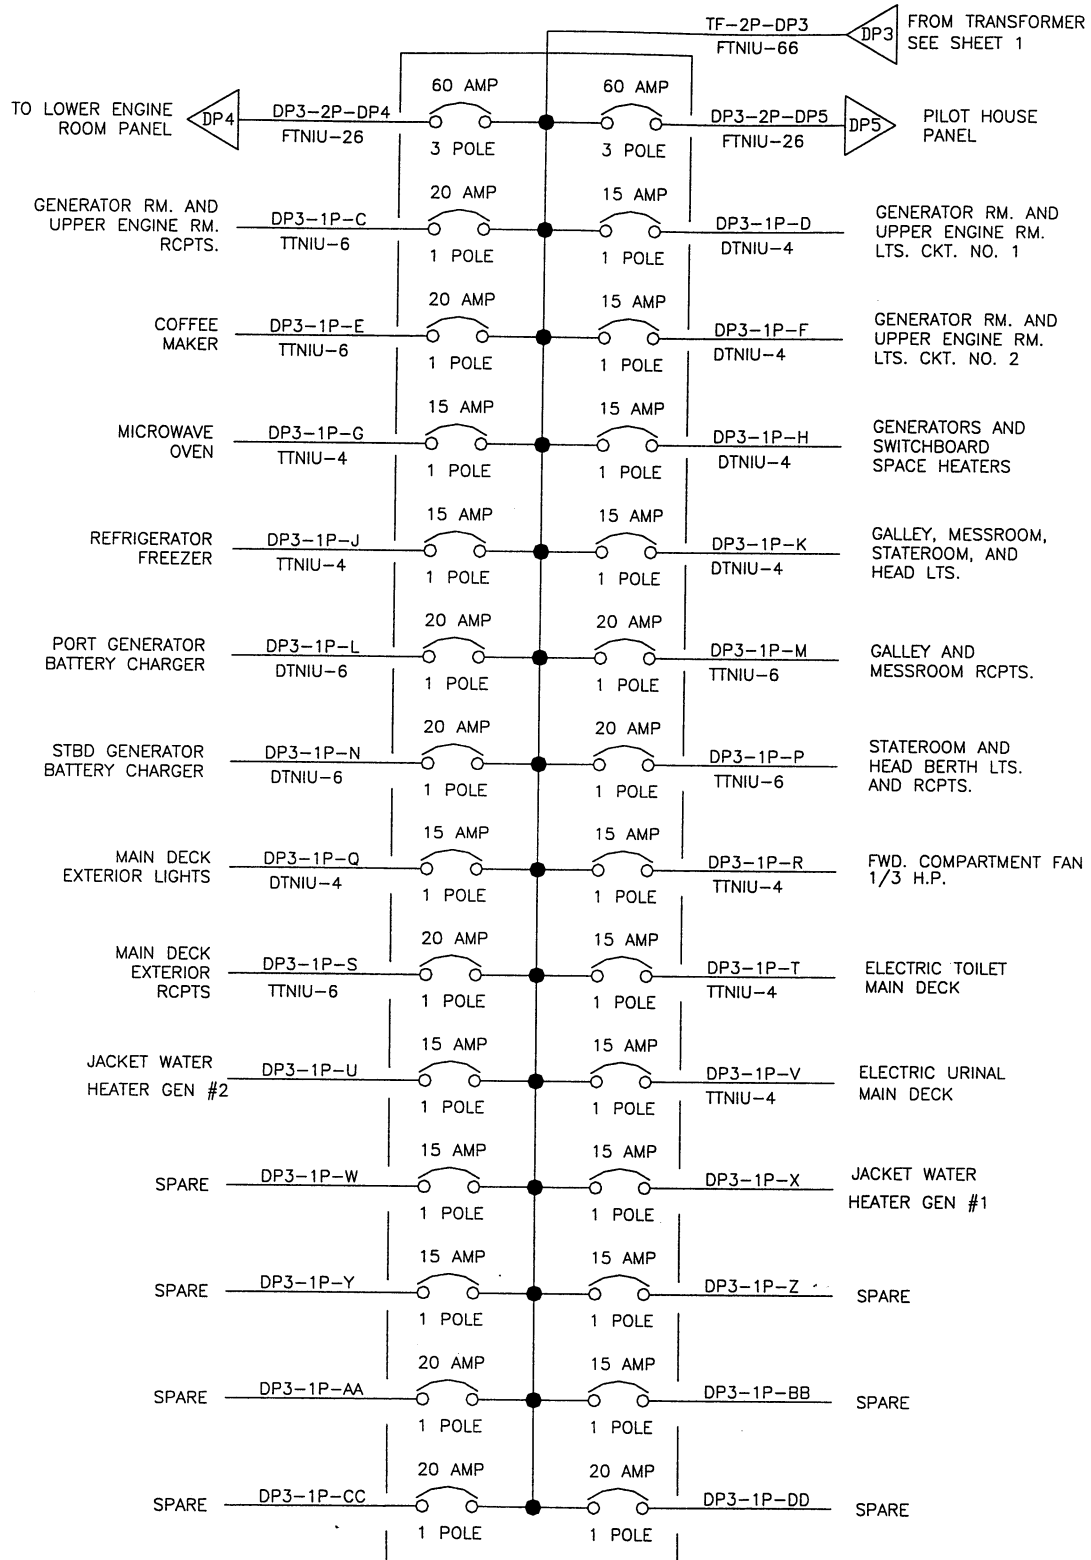 TF-2P-DP3
FTNIU-66
DP3
FROM TRANSFORMER
SEE SHEET 1
TO LOWER ENGINE
ROOM PANEL
DP4
DP3-2P-DP4
FTNIU-26
60 AMP
3 POLE
60 AMP
3 POLE
DP3-2P-DP5
FTNIU-26
DP5
PILOT HOUSE
PANEL
GENERATOR RM. AND
UPPER ENGINE RM.
RCPTS.
DP3-1P-C
TTNIU-6
20 AMP
1 POLE
15 AMP
1 POLE
DP3-1P-D
DTNIU-4
GENERATOR RM. AND
UPPER ENGINE RM.
LTS. CKT. NO. 1
COFFEE
MAKER
DP3-1P-E
TTNIU-6
20 AMP
1 POLE
15 AMP
1 POLE
DP3-1P-F
DTNIU-4
GENERATOR RM. AND
UPPER ENGINE RM.
LTS. CKT. NO. 2
MICROWAVE
OVEN
DP3-1P-G
TTNIU-4
15 AMP
1 POLE
15 AMP
1 POLE
DP3-1P-H
DTNIU-4
GENERATORS AND
SWITCHBOARD
SPACE HEATERS
REFRIGERATOR
FREEZER
DP3-1P-J
TTNIU-4
15 AMP
1 POLE
15 AMP
1 POLE
DP3-1P-K
DTNIU-4
GALLEY, MESSROOM,
STATEROOM, AND
HEAD LTS.
PORT GENERATOR
BATTERY CHARGER
DP3-1P-L
DTNIU-6
20 AMP
1 POLE
20 AMP
1 POLE
DP3-1P-M
TTNIU-6
GALLEY AND
MESSROOM RCPTS.
STBD GENERATOR
BATTERY CHARGER
DP3-1P-N
DTNIU-6
20 AMP
1 POLE
20 AMP
1 POLE
DP3-1P-P
TTNIU-6
STATEROOM AND
HEAD BERTH LTS.
AND RCPTS.
MAIN DECK
EXTERIOR LIGHTS
DP3-1P-Q
DTNIU-4
15 AMP
1 POLE
15 AMP
1 POLE
DP3-1P-R
TTNIU-4
FWD. COMPARTMENT FAN
1/3 H.P.
MAIN DECK
EXTERIOR
RCPTS
DP3-1P-S
TTNIU-6
20 AMP
1 POLE
15 AMP
1 POLE
DP3-1P-T
TTNIU-4
ELECTRIC TOILET
MAIN DECK
JACKET WATER
HEATER GEN #2
DP3-1P-U
15 AMP
1 POLE
15 AMP
1 POLE
DP3-1P-V
TTNIU-4
ELECTRIC URINAL
MAIN DECK
SPARE
DP3-1P-W
15 AMP
1 POLE
15 AMP
1 POLE
DP3-1P-X
JACKET WATER
HEATER GEN #1
SPARE
DP3-1P-Y
15 AMP
1 POLE
15 AMP
1 POLE
DP3-1P-Z
SPARE
SPARE
DP3-1P-AA
20 AMP
1 POLE
15 AMP
1 POLE
DP3-1P-BB
SPARE
SPARE
DP3-1P-CC
20 AMP
1 POLE
20 AMP
1 POLE
DP3-1P-DD
SPARE